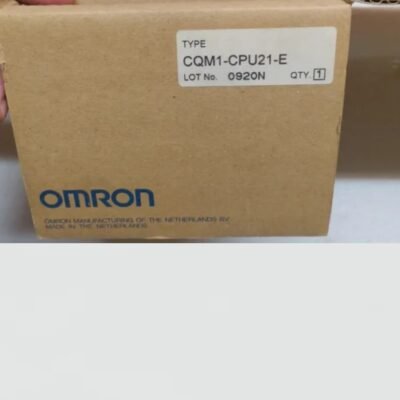 TYPE
CQM1-CPU21-E
LOT No. 0920N QTY. 1
OMRON
OMRON MANUFACTURING OF THE NETHERLANDS B.V.
MADE IN THE NETHERLANDS